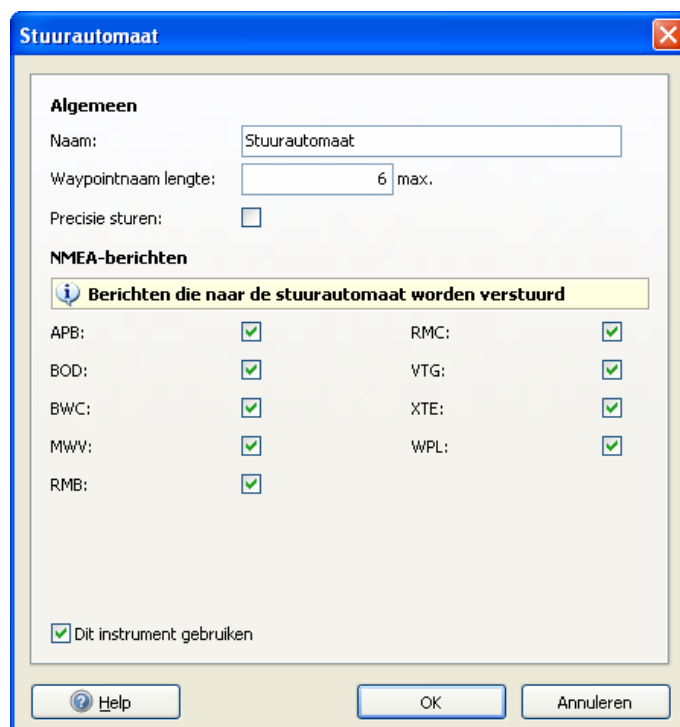 Stuurautomaat
Algemeen
Naam: Stuurautomaat
Waypointnaam lengte: 6 max.
Precisie sturen:
NMEA-berichten
Berichten die naar de stuurautomaat worden verstuurd
APB: RMC:
BOD: VTG:
BWC: XTE:
MWV: WPL:
RMB:
Dit instrument gebruiken
Help OK Annuleren